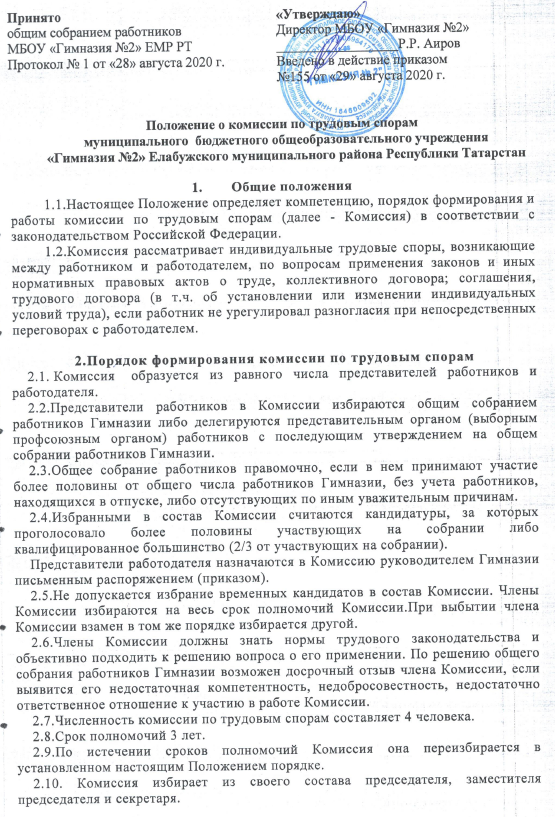 Принято
общим собранием работников
МБОУ «Гимназия №2» ЕМР РТ
Протокол № 1 от «28» августа 2020 г.
«Утверждаю»
Директор МБОУ «Гимназия №2»
Р.Р. Аиров
Введено в действие приказом
№155 от «29» августа 2020 г.
"ГИМНАЗИЯ № 2"
Положение о комиссии по трудовым спорам
муниципального бюджетного общеобразовательного учреждения
«Гимназия №2» Елабужского муниципального района Республики Татарстан
1. Общие положения
1.1.Настоящее Положение определяет компетенцию, порядок формирования и
работы комиссии по трудовым спорам (далее - Комиссия) в соответствии с
законодательством Российской Федерации.
1.2.Комиссия рассматривает индивидуальные трудовые споры, возникающие
между работником и работодателем, по вопросам применения законов и иных
нормативных правовых актов о труде, коллективного договора; соглашения,
трудового договора (в т.ч. об установлении или изменении индивидуальных
условий труда), если работник не урегулировал разногласия при непосредственных
переговорах с работодателем.
2.Порядок формирования комиссии по трудовым спорам
2.1. Комиссия образуется из равного числа представителей работников и
работодателя.
2.2.Представители работников в Комиссии избираются общим собранием
работников Гимназии либо делегируются представительным органом (выборным
профсоюзным органом) работников с последующим утверждением на общем
собрании работников Гимназии.
2.3.Общее собрание работников правомочно, если в нем принимают участие
более половины от общего числа работников Гимназии, без учета работников,
находящихся в отпуске, либо отсутствующих по иным уважительным причинам.
2.4.Избранными в состав Комиссии считаются кандидатуры, за которых
проголосовало более половины участвующих на собрании либо
квалифицированное большинство (2/3 от участвующих на собрании).
Представители работодателя назначаются в Комиссию руководителем Гимназии
письменным распоряжением (приказом).
2.5.Не допускается избрание временных кандидатов в состав Комиссии. Члены
Комиссии избираются на весь срок полномочий Комиссии.При выбытии члена
Комиссии взамен в том же порядке избирается другой.
2.6.Члены Комиссии должны знать нормы трудового законодательства и
объективно подходить к решению вопроса о его применении. По решению общего
собрания работников Гимназии возможен досрочный отзыв члена Комиссии, если
выявится его недостаточная компетентность, недобросовестность, недостаточно
ответственное отношение к участию в работе Комиссии.
2.7.Численность комиссии по трудовым спорам составляет 4 человека.
2.8.Срок полномочий 3 лет.
2.9.По истечении сроков полномочий Комиссия она переизбирается в
установленном настоящим Положением порядке.
2.10. Комиссия избирает из своего состава председателя, заместителя
председателя и секретаря.